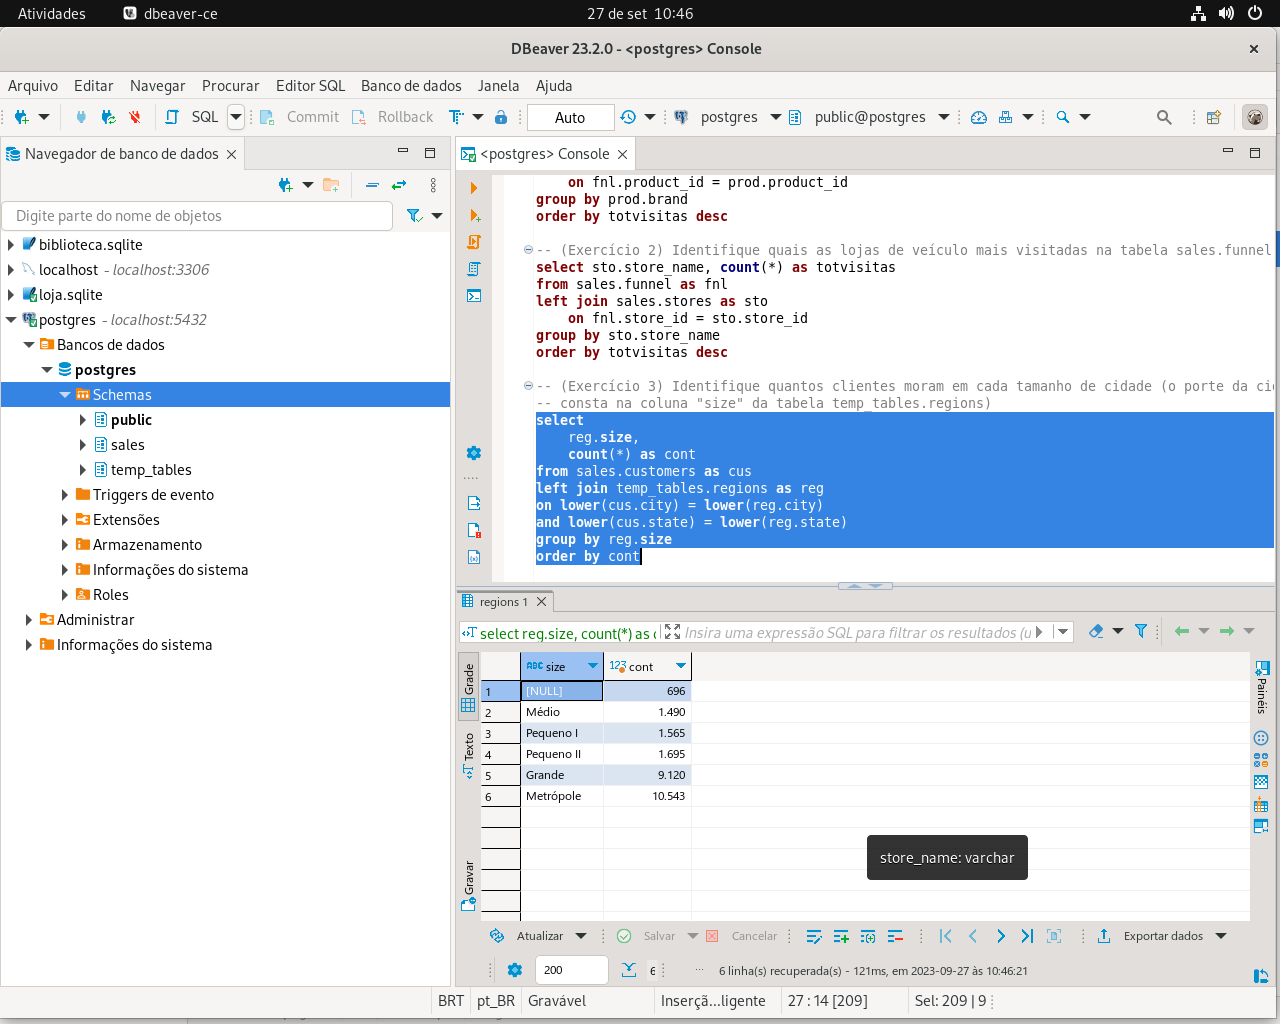 Atividades
dbeaver-ce
27 de set 10:46
DBeaver 23.2.0 - <postgres> Console
Arquivo
Editar
Navegar
Procurar
Editor SQL
Banco de dados
Janela
Ajuda
SQL
Commit
Rollback
Auto
postgres
public@postgres
Navegador de banco de dados
<postgres> Console
Digite parte do nome de objetos
biblioteca.sqlite
localhost - localhost:3306
loja.sqlite
postgres - localhost:5432
Bancos de dados
postgres
Schemas
public
sales
temp_tables
Triggers de evento
Extensões
Armazenamento
Informações do sistema
Roles
Administrar
Informações do sistema
on fnl.product_id = prod.product_id
group by prod.brand
order by totvisitas desc
-- (Exercício 2) Identifique quais as lojas de veículo mais visitadas na tabela sales.funnel
select sto.store_name, count(*) as totvisitas
from sales.funnel as fnl
left join sales.stores as sto
on fnl.store_id = sto.store_id
group by sto.store_name
order by totvisitas desc
-- (Exercício 3) Identifique quantos clientes moram em cada tamanho de cidade (o porte da cid
-- consta na coluna "size" da tabela temp_tables.regions)
select
reg.size,
count(*) as cont
from sales.customers as cus
left join temp_tables.regions as reg
on lower(cus.city) = lower(reg.city)
and lower(cus.state) = lower(reg.state)
group by reg.size
order by cont
regions 1
select reg.size, count(*) as c
Insira uma expressão SQL para filtrar os resultados (u
Grade
Texto
Gravar
Painéis
ABC size
123 cont
1 [NULL] 696
2 Médio 1.490
3 Pequeno I 1.565
4 Pequeno II 1.695
5 Grande 9.120
6 Metrópole 10.543
store_name: varchar
Atualizar
Salvar
Cancelar
Exportar dados
200
6
6 linha(s) recuperada(s) - 121ms, em 2023-09-27 às 10:46:21
BRT
pt_BR
Gravável
Inserçã...ligente
27 : 14 [209]
Sel: 209 | 9